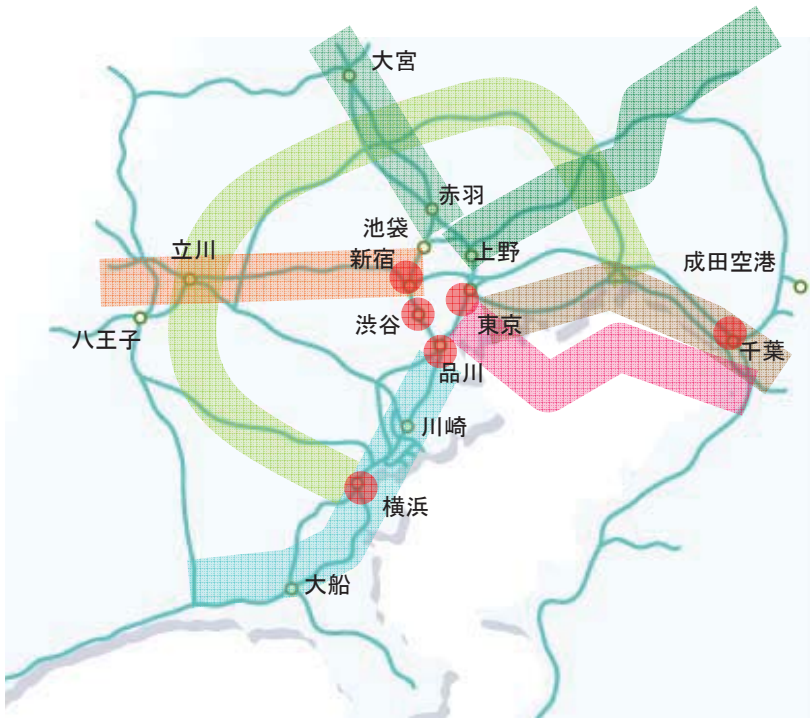 大宮
赤羽
池袋
上野
立川
新宿
成田空港
渋谷
東京
八王子
千葉
品川
川崎
横浜
大船